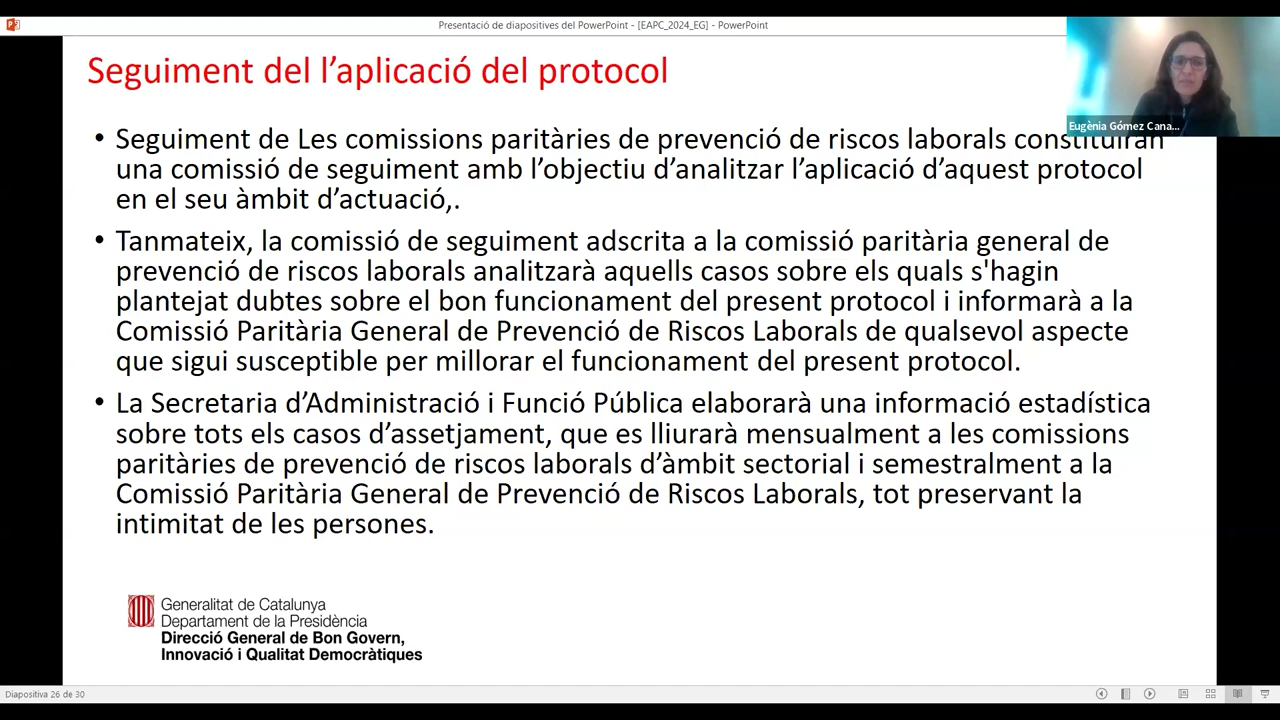 Presentació de diapositives del PowerPoint - [EAPC_2024_EG] - PowerPoint
Seguiment del l’aplicació del protocol
Eugènia Gómez Cana...
• Seguiment de Les comissions paritàries de prevenció de riscos laborals constituiran
una comissió de seguiment amb l’objectiu d’analitzar l’aplicació d’aquest protocol
en el seu àmbit d’actuació,.
• Tanmateix, la comissió de seguiment adscrita a la comissió paritària general de
prevenció de riscos laborals analitzarà aquells casos sobre els quals s'hagin
plantejat dubtes sobre el bon funcionament del present protocol i informarà a la
Comissió Paritària General de Prevenció de Riscos Laborals de qualsevol aspecte
que sigui susceptible per millorar el funcionament del present protocol.
• La Secretaria d’Administració i Funció Pública elaborarà una informació estadística
sobre tots els casos d’assetjament, que es lliurarà mensualment a les comissions
paritàries de prevenció de riscos laborals d’àmbit sectorial i semestralment a la
Comissió Paritària General de Prevenció de Riscos Laborals, tot preservant la
intimitat de les persones.
Generalitat de Catalunya
Departament de la Presidència
Direcció General de Bon Govern,
Innovació i Qualitat Democràtiques
Diapositiva 26 de 30